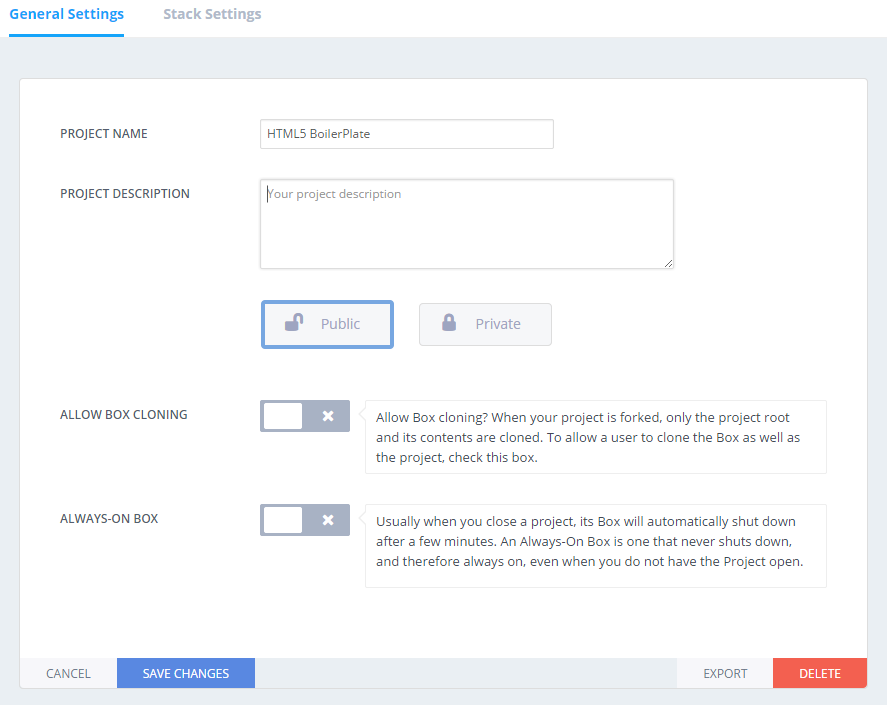 General Settings Stack Settings
PROJECT NAME HTML5 BoilerPlate
PROJECT DESCRIPTION Your project description
Public Private
ALLOW BOX CLONING
Allow Box cloning? When your project is forked, only the project root
and its contents are cloned. To allow a user to clone the Box as well as
the project, check this box.
ALWAYS-ON BOX
Usually when you close a project, its Box will automatically shut down
after a few minutes. An Always-On Box is one that never shuts down,
and therefore always on, even when you do not have the Project open.
CANCEL SAVE CHANGES EXPORT DELETE